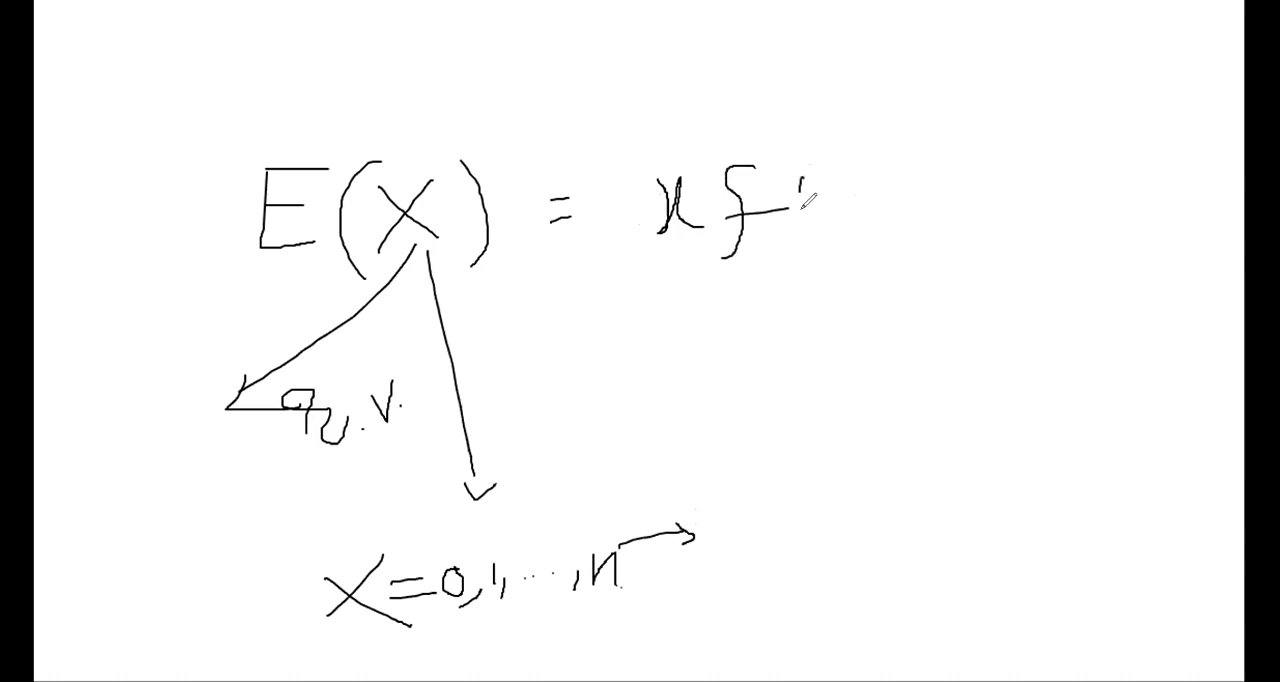 E(X) = x f
r.v.
X=0,1,...,n